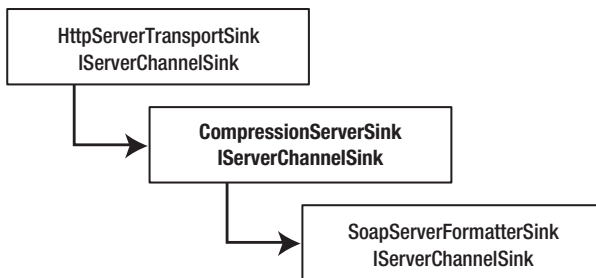 HttpServerTransportSink
IServerChannelSink
CompressionServerSink
IServerChannelSink
SoapServerFormatterSink
IServerChannelSink